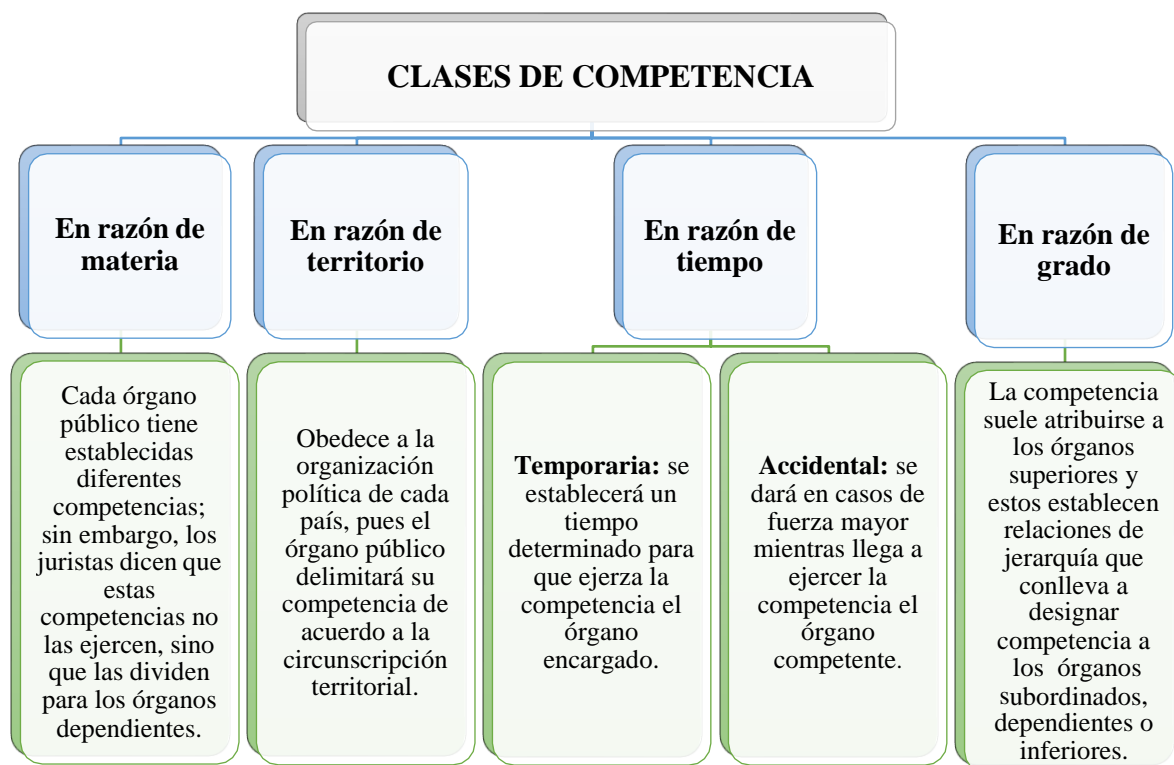 CLASES DE COMPETENCIA
En razón de
materia
En razón de
territorio
En razón de
tiempo
En razón de
grado
Cada órgano
público tiene
establecidas
diferentes
competencias;
sin embargo, los
juristas dicen que
estas
competencias no
las ejercen, sino
que las dividen
para los órganos
dependientes.
Obedece a la
organización
política de cada
país, pues el
órgano público
delimitará su
competencia de
acuerdo a la
circunscripción
territorial.
Temporaria: se
establecerá un
tiempo
determinado para
que ejerza la
competencia el
órgano
encargado.
Accidental: se
dará en casos de
fuerza mayor
mientras llega a
ejercer la
competencia el
órgano
competente.
La competencia
suele atribuirse a
los órganos
superiores y
estos establecen
relaciones de
jerarquía que
conlleva a
designar
competencia a
los órganos
subordinados,
dependientes o
inferiores.